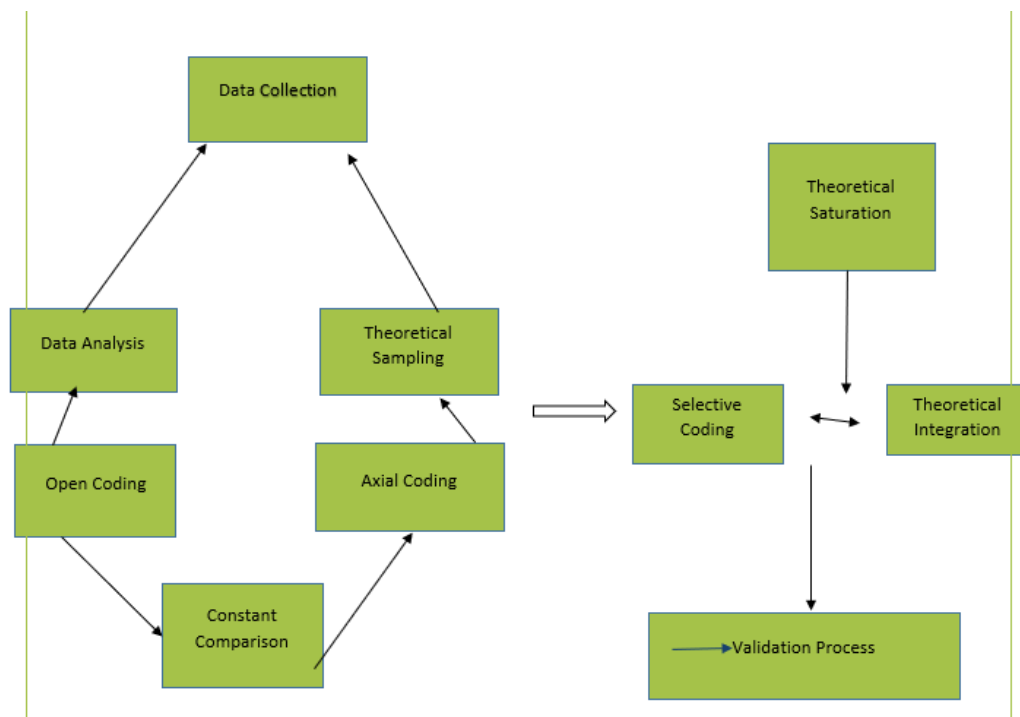 Data Collection
Theoretical
Saturation
Data Analysis
Theoretical
Sampling
Selective
Coding
Theoretical
Integration
Open Coding
Axial Coding
Constant
Comparison
Validation Process